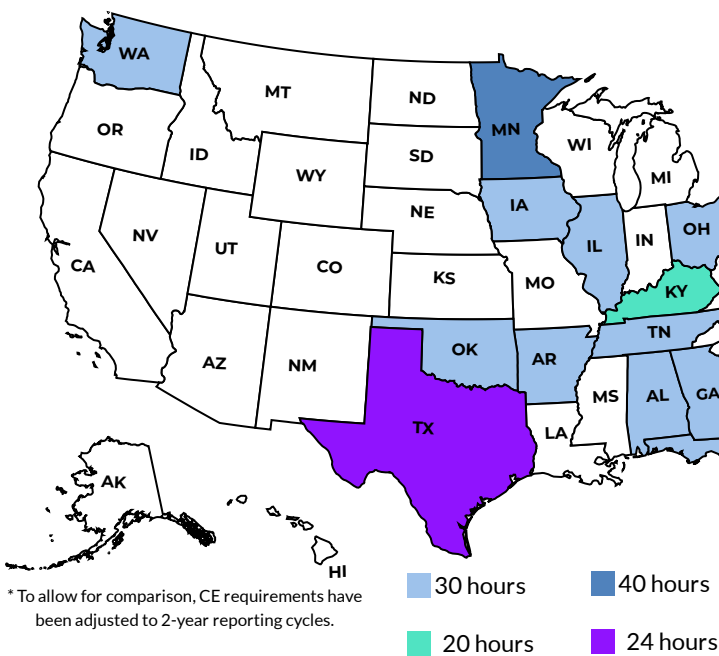 WA
MT
ND
MN
OR
ID
SD
WI
MI
WY
NE
IA
NV
UT
CO
IL
IN
OH
CA
KS
MO
KY
AZ
NM
OK
AR
TN
TX
LA
MS
AL
GA
AK
HI
* To allow for comparison, CE requirements have
been adjusted to 2-year reporting cycles.
30 hours
40 hours
20 hours
24 hours